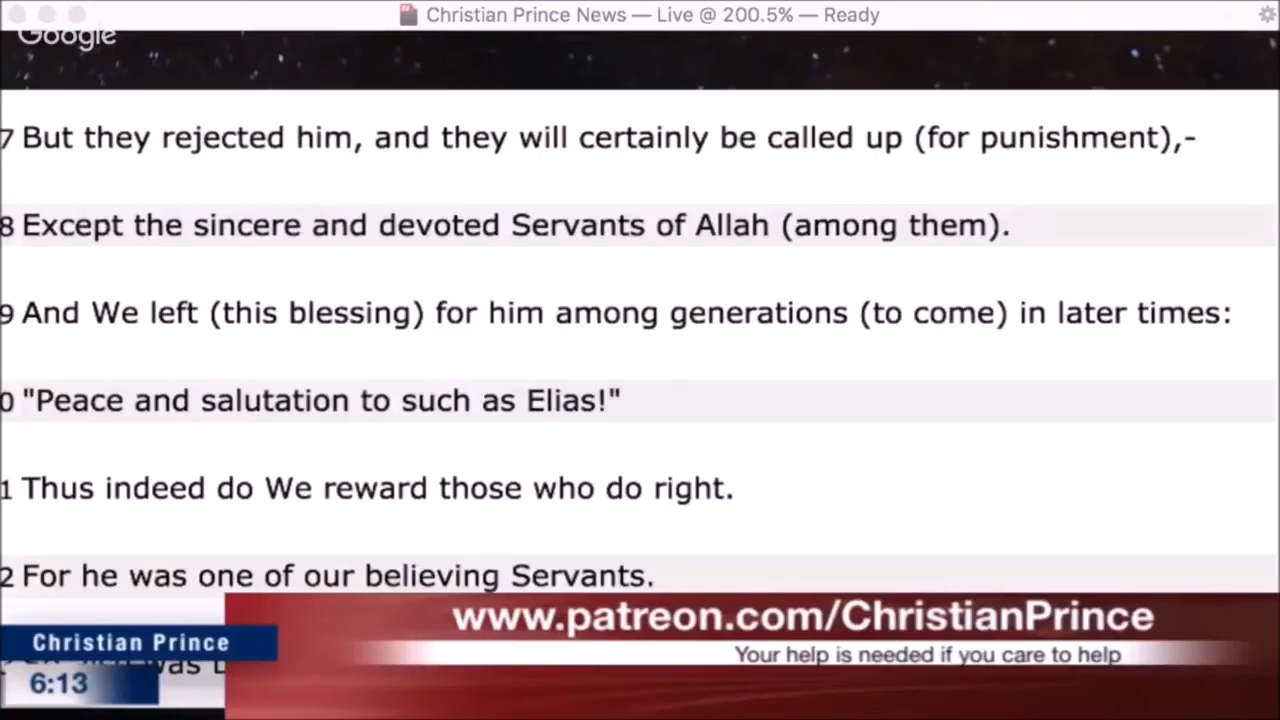 Christian Prince News — Live @ 200.5% — Ready
Google
7 But they rejected him, and they will certainly be called up (for punishment),-
8 Except the sincere and devoted Servants of Allah (among them).
9 And We left (this blessing) for him among generations (to come) in later times:
0 "Peace and salutation to such as Elias!"
1 Thus indeed do We reward those who do right.
2 For he was one of our believing Servants.
www.patreon.com/ChristianPrince
Christian Prince
Your help is needed if you care to help
was
6:13